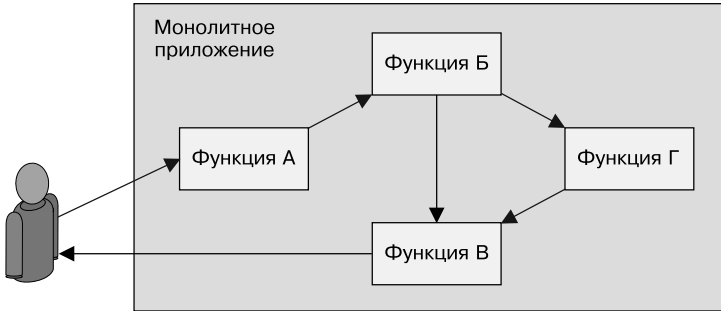 Монолитное
приложение
Функция Б
Функция А
Функция Г
Функция В